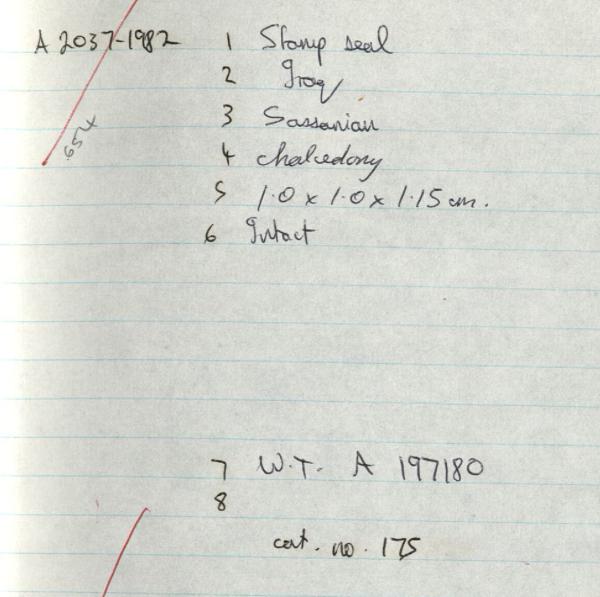 A 2037-1982 1 Stamp seal
2 Iraq
3 Sassanian
4 chalcedony
5 1.0 x 1.0 x 1.15 cm.
6 Intact
654
7 W.T. A 197180
8
cat. no. 175